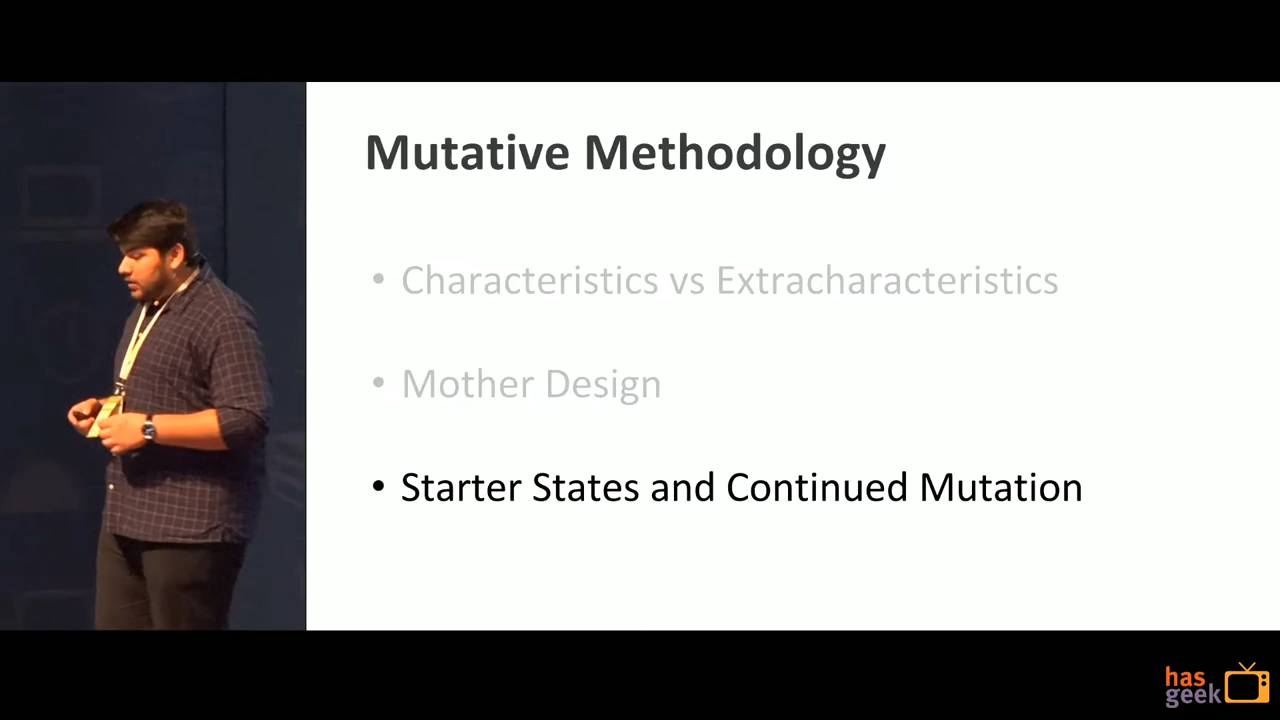 Mutative Methodology
• Characteristics vs Extracharacteristics
• Mother Design
• Starter States and Continued Mutation
has
geek